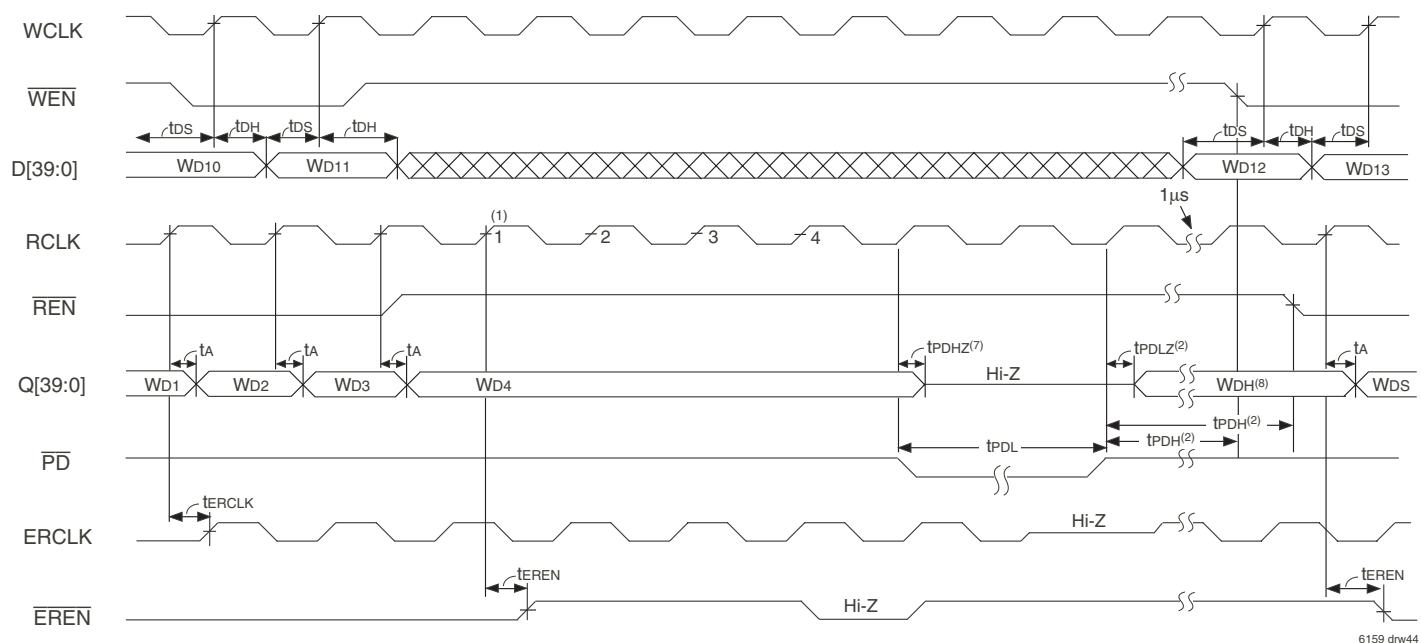 WCLK
WEN
tDS tDH tDS tDH tDS tDH tDS
D[39:0] WD10 WD11 WD12 WD13
1µs
(1)
RCLK 1 2 3 4
REN
tA tA tA tPDHZ(7) tPDLZ(2) tA
Q[39:0] WD1 WD2 WD3 WD4 Hi-Z WDH(8) WDS
tPDH(2)
tPDL tPDH(2)
PD
tERCLK
ERCLK Hi-Z
tEREN tEREN
EREN Hi-Z
6159 drw44